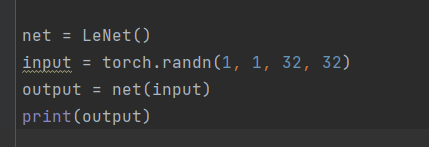 net = LeNet()
input = torch.randn(1, 1, 32, 32)
output = net(input)
print(output)